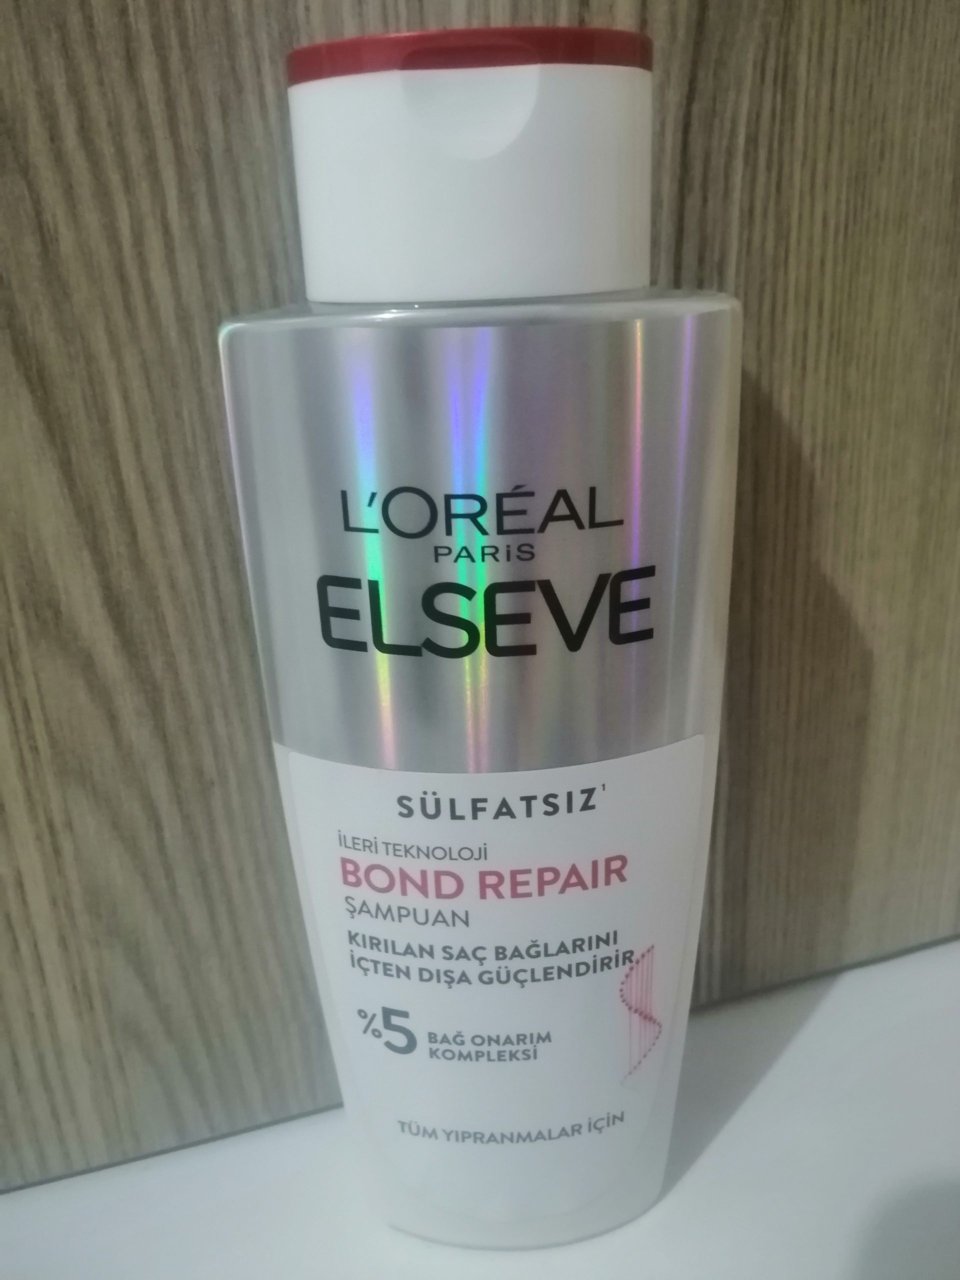 L'ORÉAL
PARiS
ELSEVE
SÜLFATSIZ¹
İLERİ TEKNOLOJİ
BOND REPAIR
ŞAMPUAN
KIRILAN SAÇ BAĞLARINI
İÇTEN DIŞA GÜÇLENDİRİR.
%5 BAĞ ONARIM
KOMPLEKSİ
TÜM YIPRANMALAR İÇİN